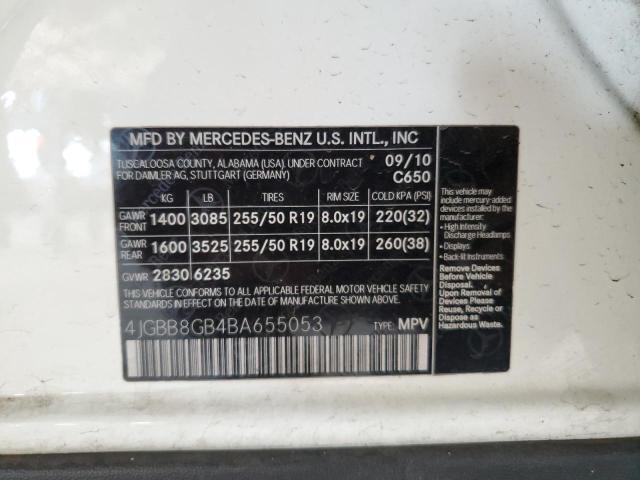 MFD BY MERCEDES-BENZ U.S. INTL., INC
TUSCALOOSA COUNTY, ALABAMA (USA). UNDER CONTRACT 09/10
FOR DAIMLER AG, STUTTGART (GERMANY) C650
KG LB TIRES RIM SIZE COLD KPA (PSI)
GAWR FRONT 1400 3085 255/50 R19 8.0x19 220(32)
GAWR REAR 1600 3525 255/50 R19 8.0x19 260(38)
GVWR 2830 6235
THIS VEHICLE CONFORMS TO ALL APPLICABLE FEDERAL MOTOR VEHICLE SAFETY
STANDARDS IN EFFECT ON THE DATE OF MANUFACTURE SHOWN ABOVE.
4JGBB8GB4BA655053 TYPE: MPV
This vehicle may
include mercury added
devices installed by the
manufacturer:
• High Intensity
Discharge Headlamps
• Displays
• Back-lit Instruments
Remove Devices
Before Vehicle
Disposal.
Upon Removal of
Devices Please
Reuse, Recycle
or Dispose as
Hazardous Waste.